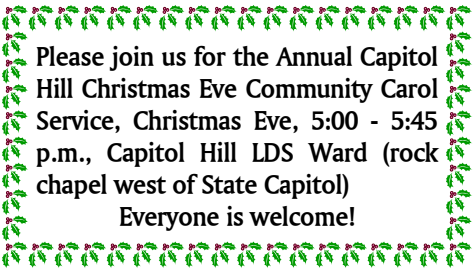 Please join us for the Annual Capitol
Hill Christmas Eve Community Carol
Service, Christmas Eve, 5:00 - 5:45
p.m., Capitol Hill LDS Ward (rock
chapel west of State Capitol)
Everyone is welcome!